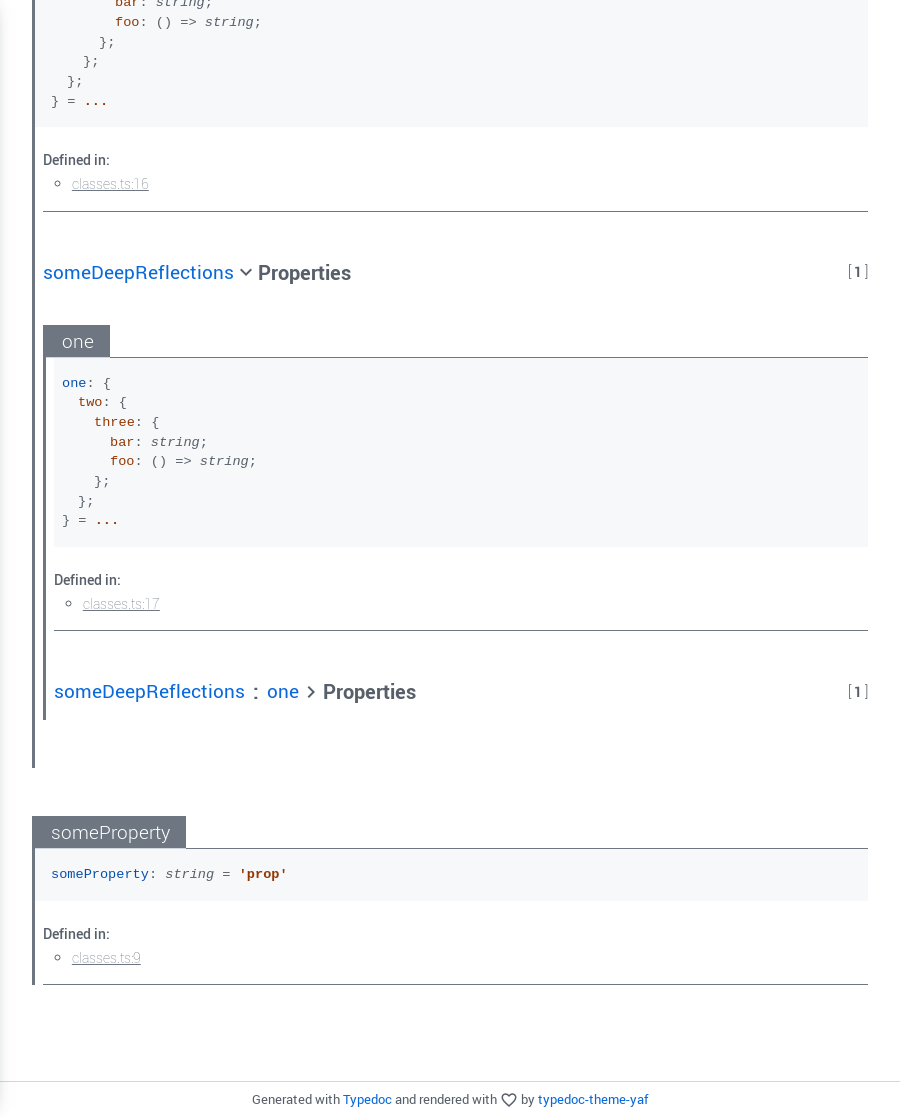 bar: string;
foo: () => string;
};
};
};
} = ...
Defined in:
classes.ts:16
someDeepReflections Properties [ 1 ]
one
one: {
two: {
three: {
bar: string;
foo: () => string;
};
};
} = ...
Defined in:
classes.ts:17
someDeepReflections : one Properties [ 1 ]
someProperty
someProperty: string = 'prop'
Defined in:
classes.ts:9
Generated with Typedoc and rendered with by typedoc-theme-yaf